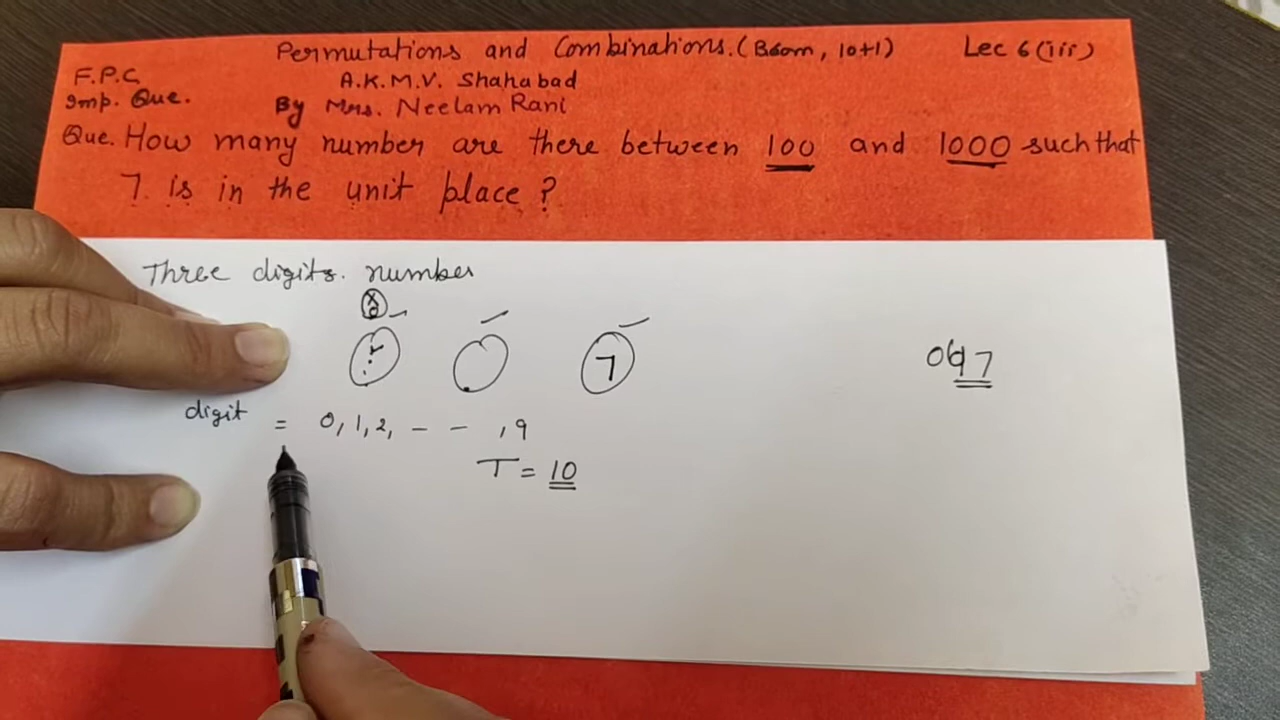 Permutations and Combinations. (Bcom, 10+1) Lec 6 (iii)
F.P.C. A.K.M.V. Shahabad
Imp. Que. By Mrs. Neelam Rani
Que. How many number are there between 100 and 1000 such that
7 is in the unit place ?
Three digits. number
7
digit = 0, 1, 2, - - , 9
T = 10